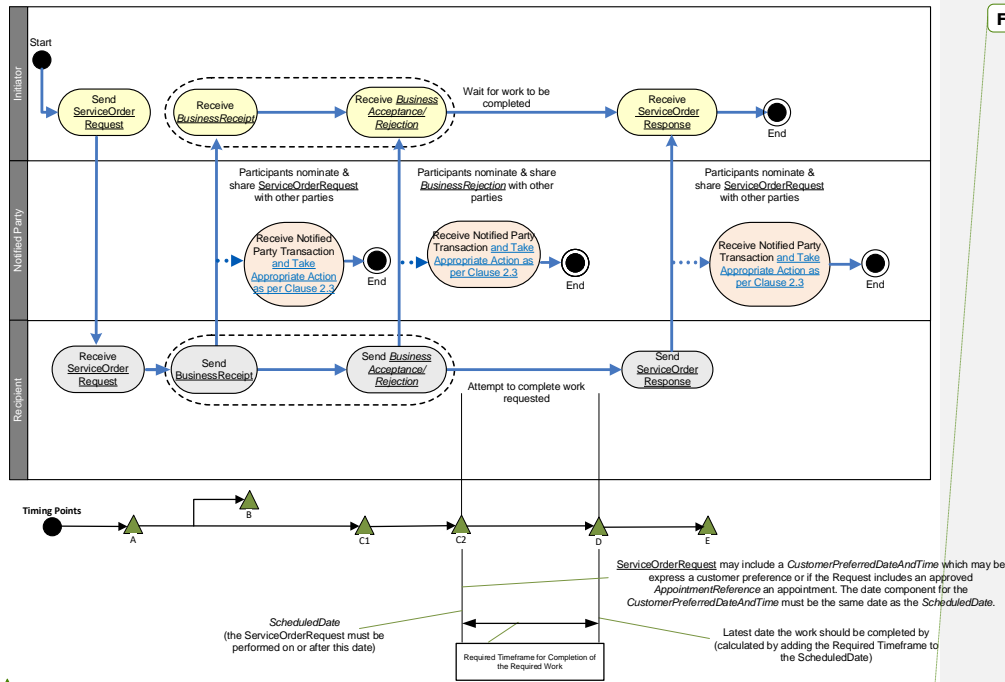 F
Initiator
Start
Send
ServiceOrder
Request
Receive
BusinessReceipt
Receive Business
Acceptance/
Rejection
Wait for work to be
completed
Receive
ServiceOrder
Response
End
Notified Party
Participants nominate &
share ServiceOrderRequest
with other parties
Participants nominate & share
BusinessRejection with other
parties
Participants nominate &
share ServiceOrderRequest
with other parties
Receive Notified
Party Transaction
and Take
Appropriate Action
as per Clause 2.3
End
Receive Notified Party
Transaction and Take
Appropriate Action as
per Clause 2.3
End
Receive Notified Party
Transaction and Take
Appropriate Action as
per Clause 2.3
End
Recipient
Receive
ServiceOrder
Request
Send
BusinessReceipt
Send Business
Acceptance/
Rejection
Attempt to complete work
requested
Send
ServiceOrder
Response
Timing Points
A
B
C1
C2
D
E
ServiceOrderRequest may include a CustomerPreferredDateAndTime which may be
express a customer preference or if the Request includes an approved
AppointmentReference an appointment. The date component for the
CustomerPreferredDateAndTime must be the same date as the ScheduledDate.
ScheduledDate
(the ServiceOrderRequest must be
performed on or after this date)
Latest date the work should be completed by
(calculated by adding the Required Timeframe to
the ScheduledDate)
Required Timeframe for Completion of
the Required Work